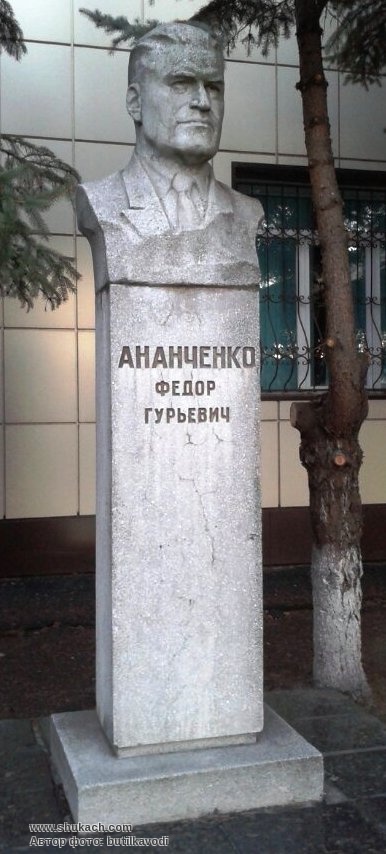 АНАНЧЕНКО
ФЕДОР
ГУРЬЕВИЧ
www.shukach.com
Автор фото: butilkavodi